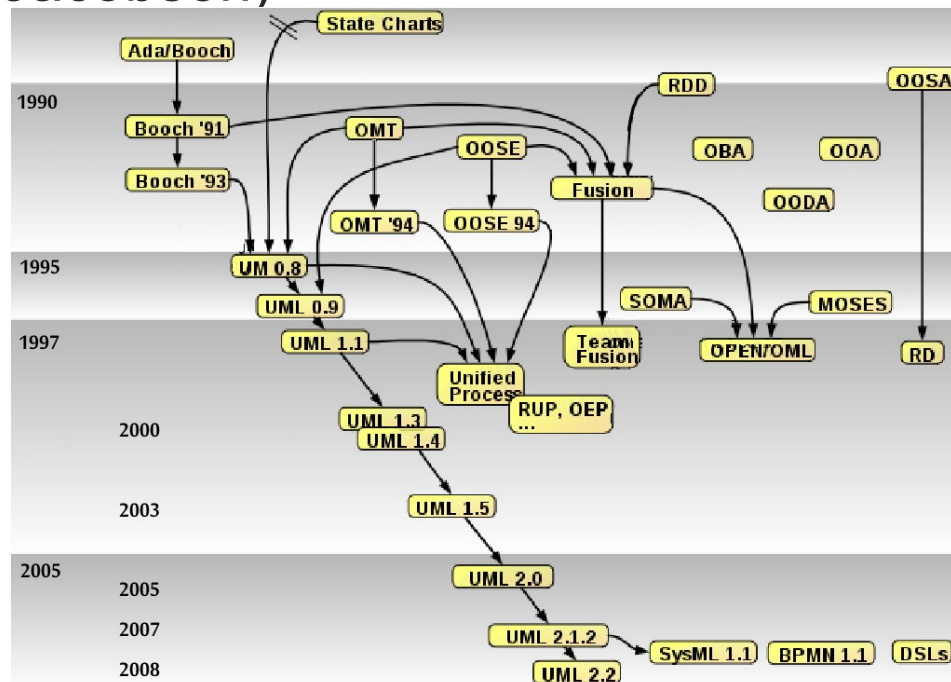 State Charts
Ada/Booch
RDD
OOSA
1990
Booch '91
OMT
OOSE
OBA
OOA
Booch '93
Fusion
OODA
OMT '94
OOSE 94
1995
UM 0.8
UML 0.9
SOMA
MOSES
1997
UML 1.1
Team
Fusion
OPEN/OML
RD
Unified
Process
RUP, OEP
...
UML 1.3
2000
UML 1.4
2003
UML 1.5
2005
UML 2.0
2005
2007
UML 2.1.2
SysML 1.1
BPMN 1.1
DSLs
2008
UML 2.2